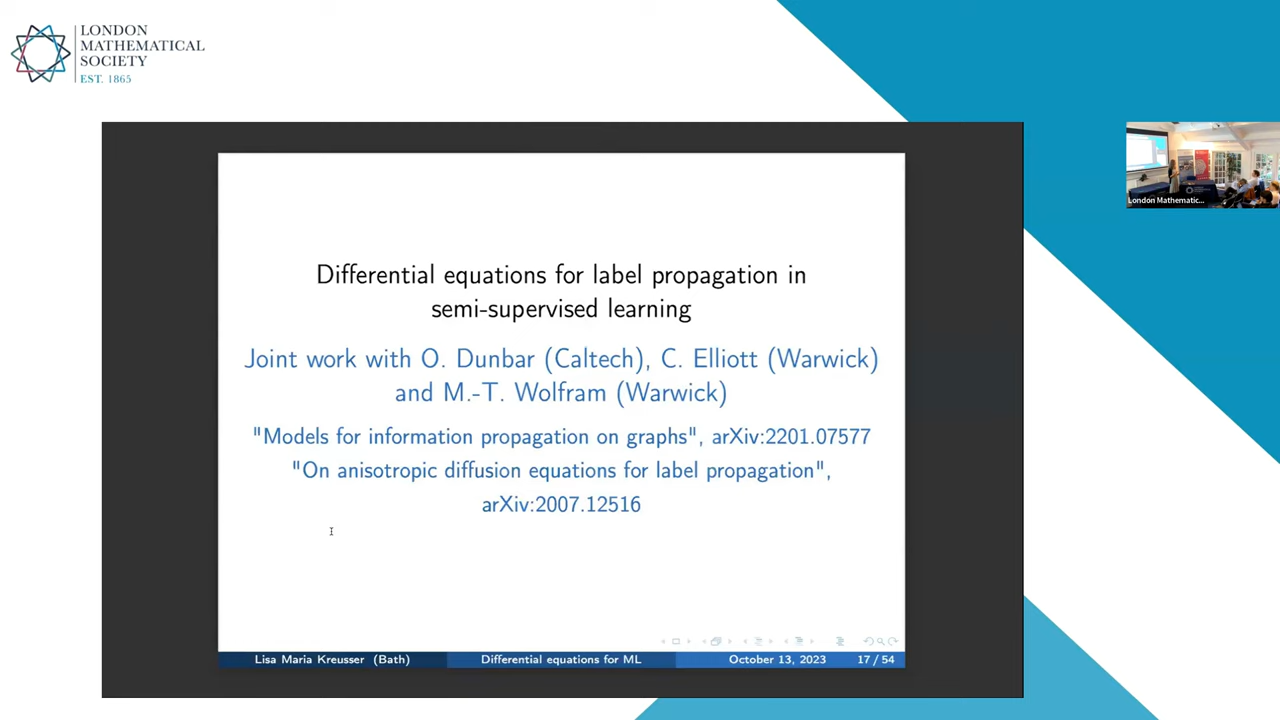 LONDON
MATHEMATICAL
SOCIETY
EST. 1865
London Mathematic...
Differential equations for label propagation in
semi-supervised learning
Joint work with O. Dunbar (Caltech), C. Elliott (Warwick)
and M.-T. Wolfram (Warwick)
"Models for information propagation on graphs", arXiv:2201.07577
"On anisotropic diffusion equations for label propagation",
arXiv:2007.12516
Lisa Maria Kreusser (Bath) Differential equations for ML October 13, 2023 17 / 54